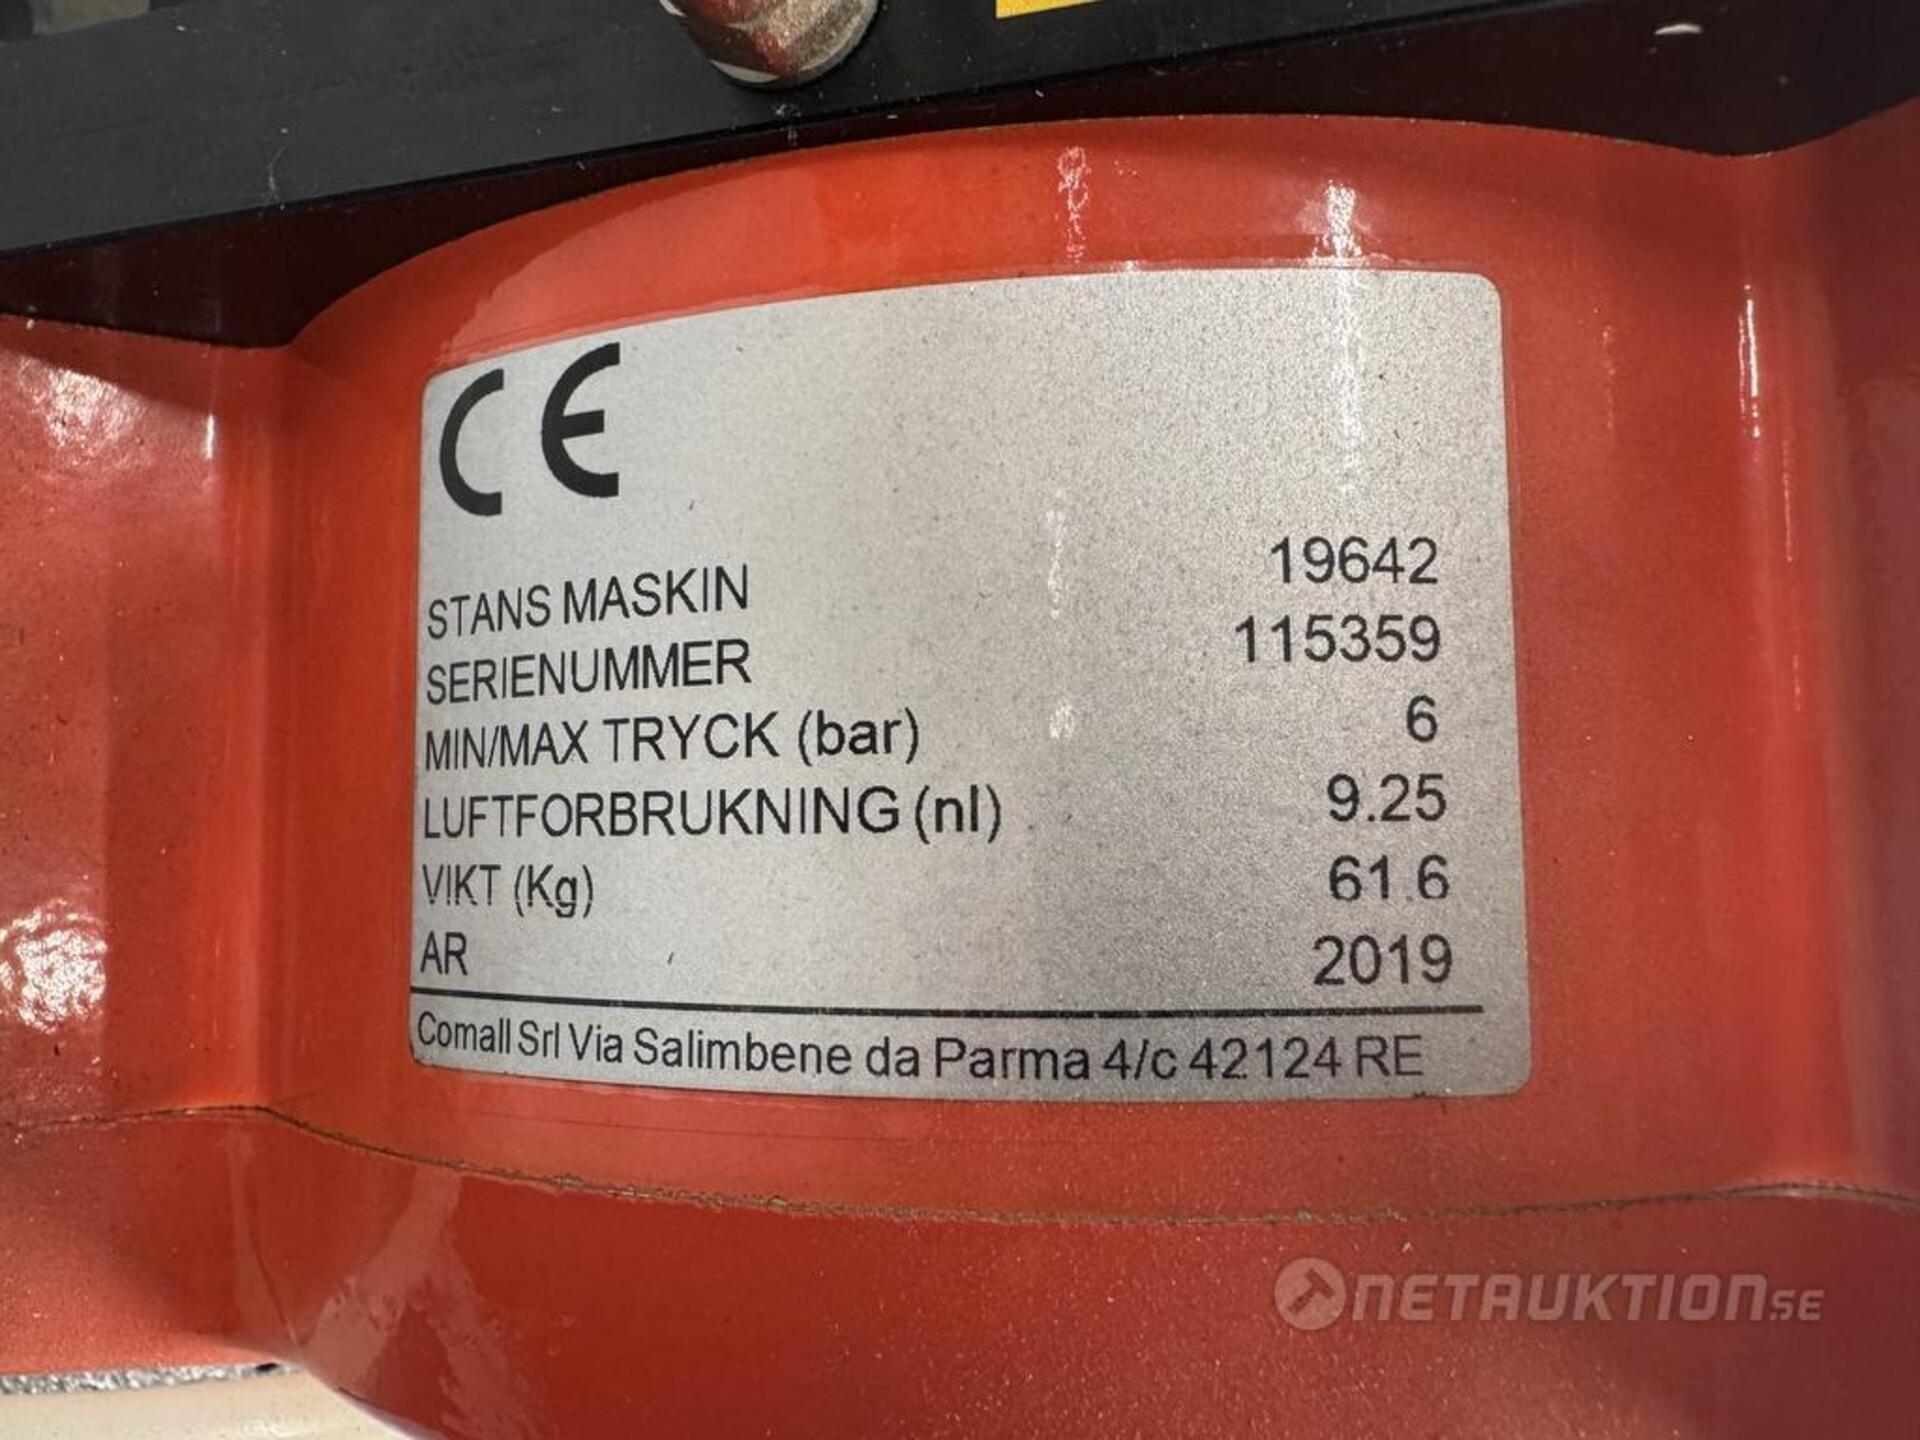 CE
STANS MASKIN 19642
SERIENUMMER 115359
MIN/MAX TRYCK (bar) 6
LUFTFORBRUKNING (nl) 9.25
VIKT (Kg) 61.6
AR 2019
Comall Srl Via Salimbene da Parma 4/c 42124 RE
NETAUKTION.SE